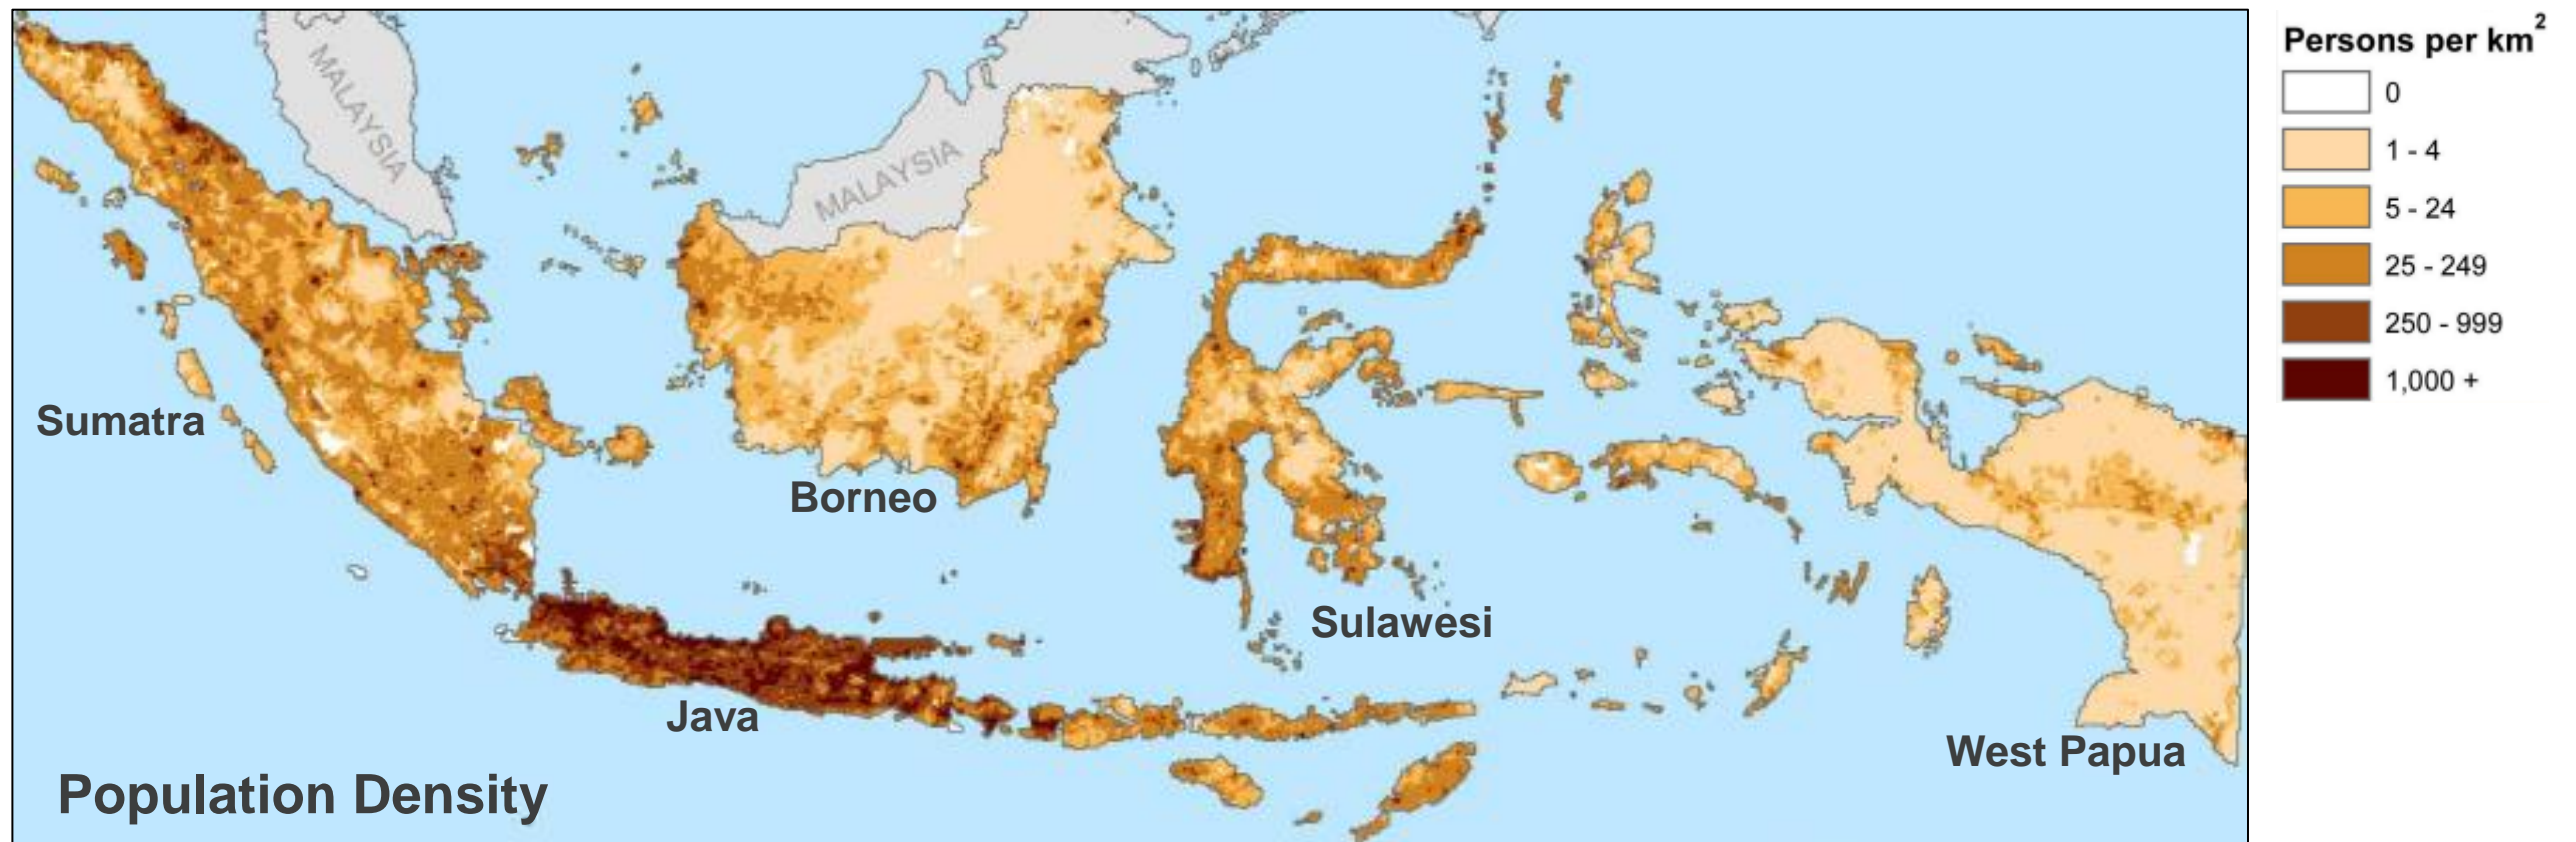 MALAYSIA
MALAYSIA
Sumatra
Borneo
Sulawesi
Java
West Papua
Population Density
Persons per km²
0
1 - 4
5 - 24
25 - 249
250 - 999
1,000 +